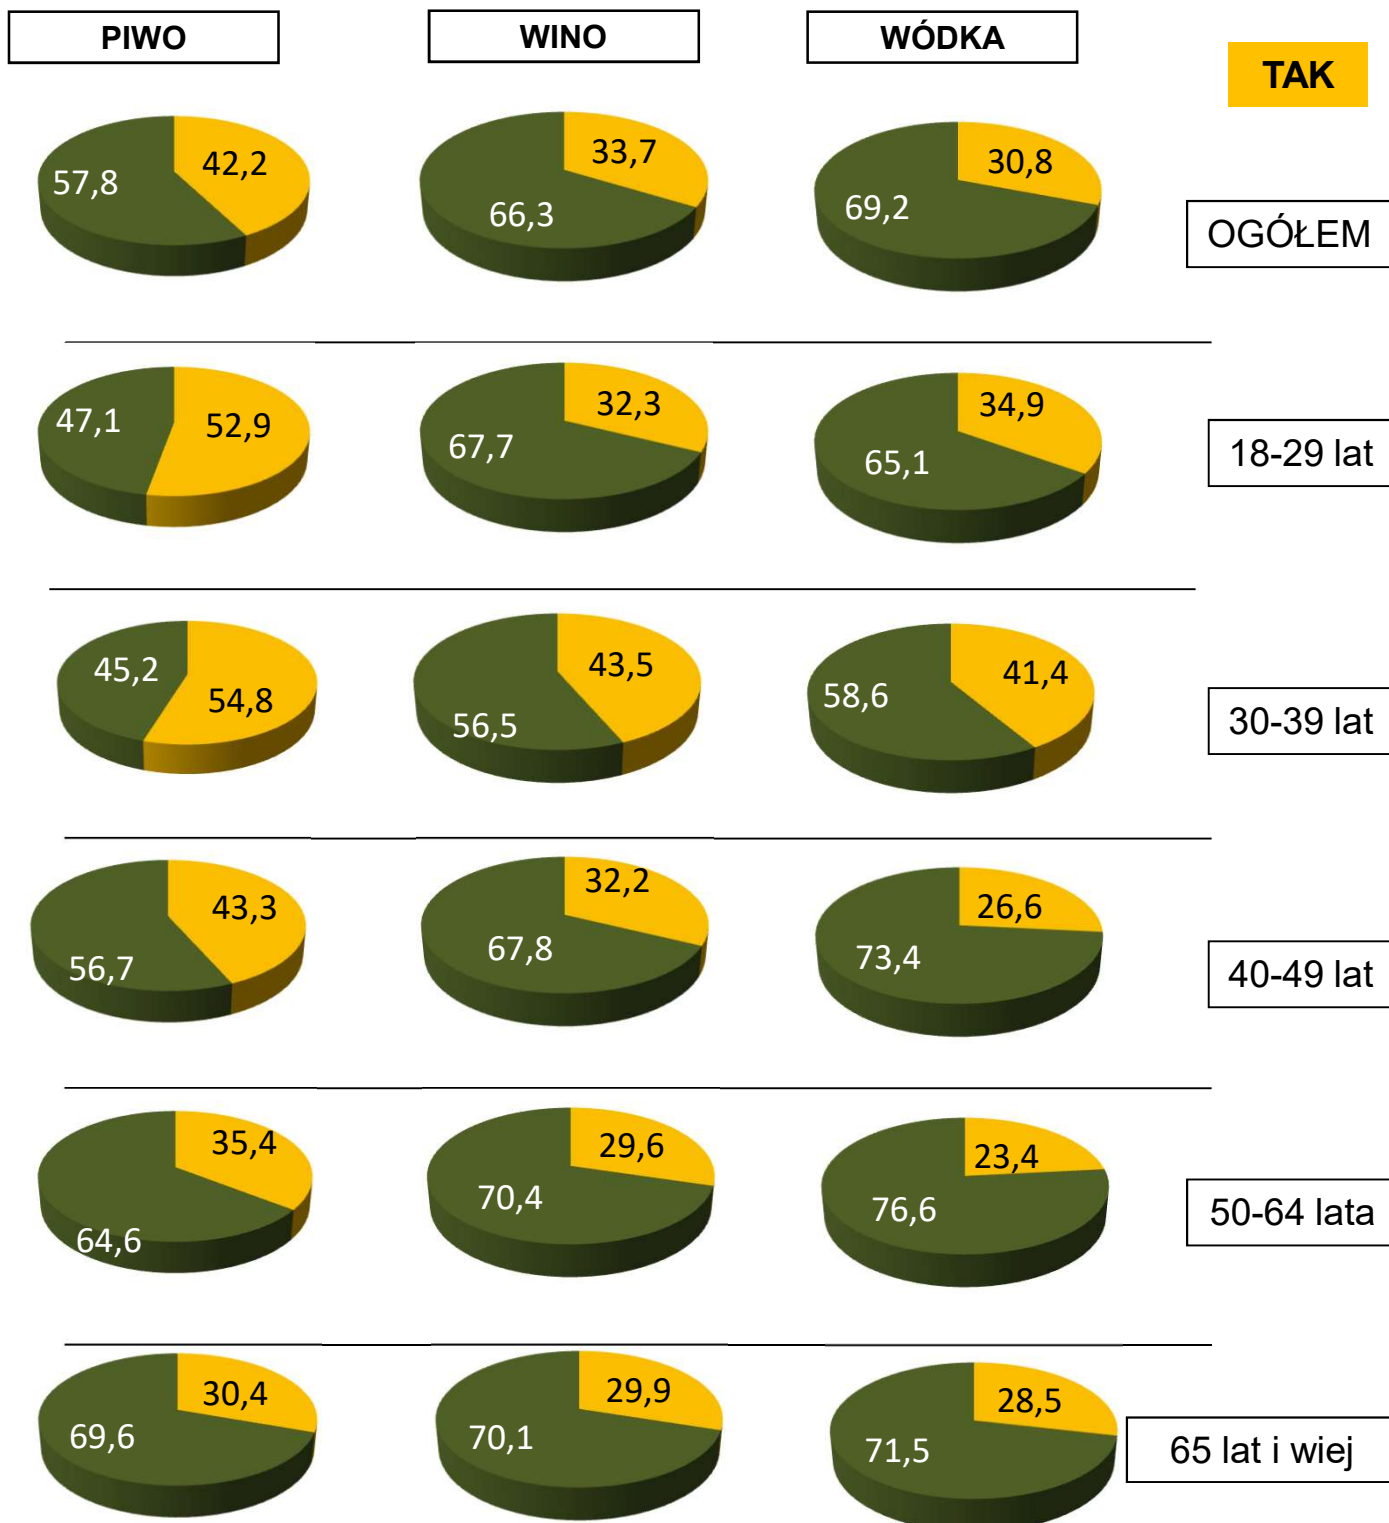 PIWO WINO WÓDKA
TAK
57,8 42,2 66,3 33,7 69,2 30,8
OGÓŁEM
47,1 52,9 67,7 32,3 65,1 34,9
18-29 lat
45,2 54,8 56,5 43,5 58,6 41,4
30-39 lat
56,7 43,3 67,8 32,2 73,4 26,6
40-49 lat
64,6 35,4 70,4 29,6 76,6 23,4
50-64 lata
69,6 30,4 70,1 29,9 71,5 28,5
65 lat i wiej